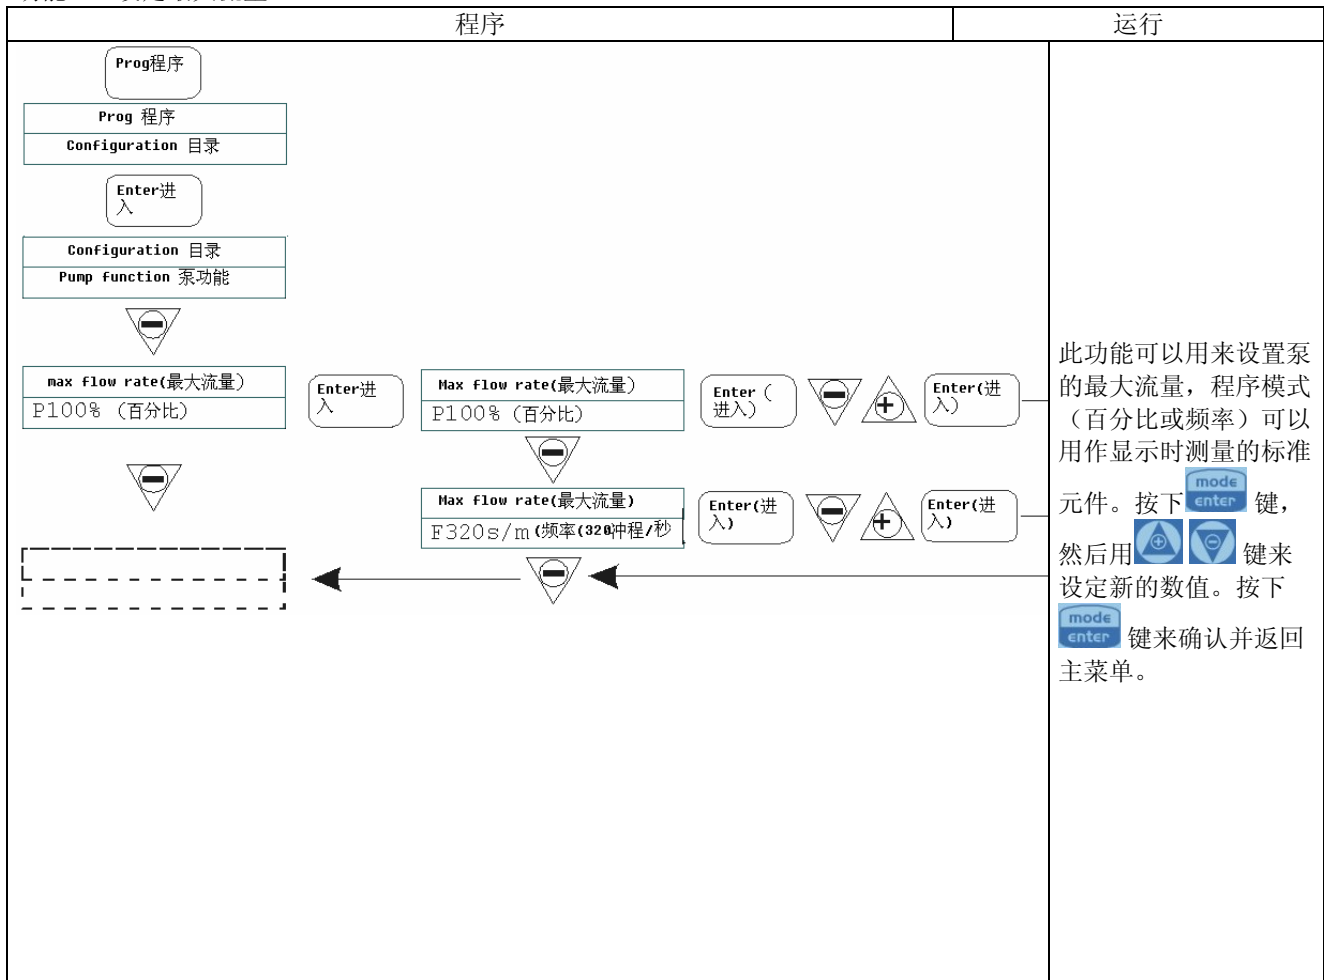 程序
运行
Prog程序
Prog 程序
Configuration 目录
Enter进
入
Configuration 目录
Pump function 泵功能
max flow rate(最大流量)
P100% (百分比)
Enter进
入
Max flow rate(最大流量)
P100% (百分比)
Enter (
进入)
Enter(进
入)
Max flow rate(最大流量)
F320s/m(频率(320冲程/秒
Enter(进
入)
Enter(进
入)
此功能可以用来设置泵
的最大流量，程序模式
（百分比或频率）可以
用作显示时测量的标准
元件。按下 mode enter 键，
然后用 键来
设定新的数值。按下
mode enter 键来确认并返回
主菜单。